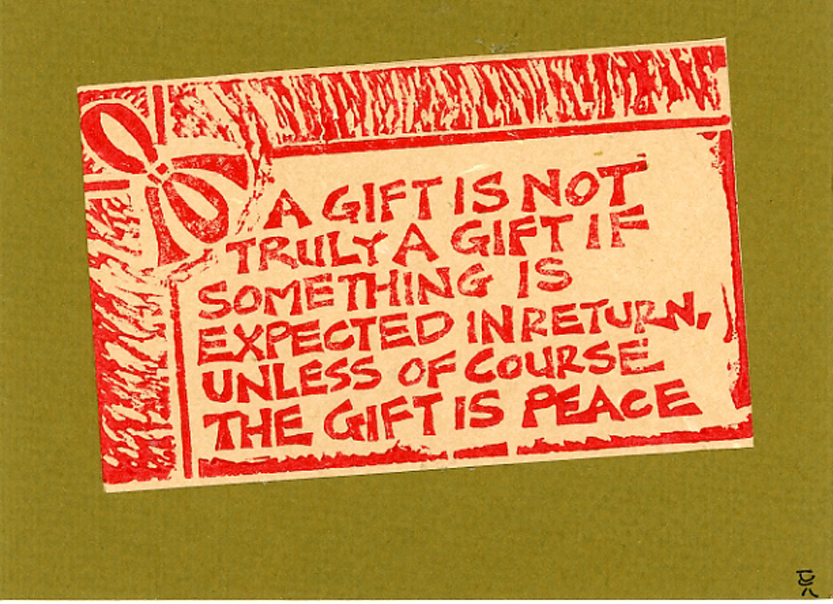 A GIFT IS NOT
TRULY A GIFT IF
SOMETHING IS
EXPECTED IN RETURN,
UNLESS OF COURSE
THE GIFT IS PEACE